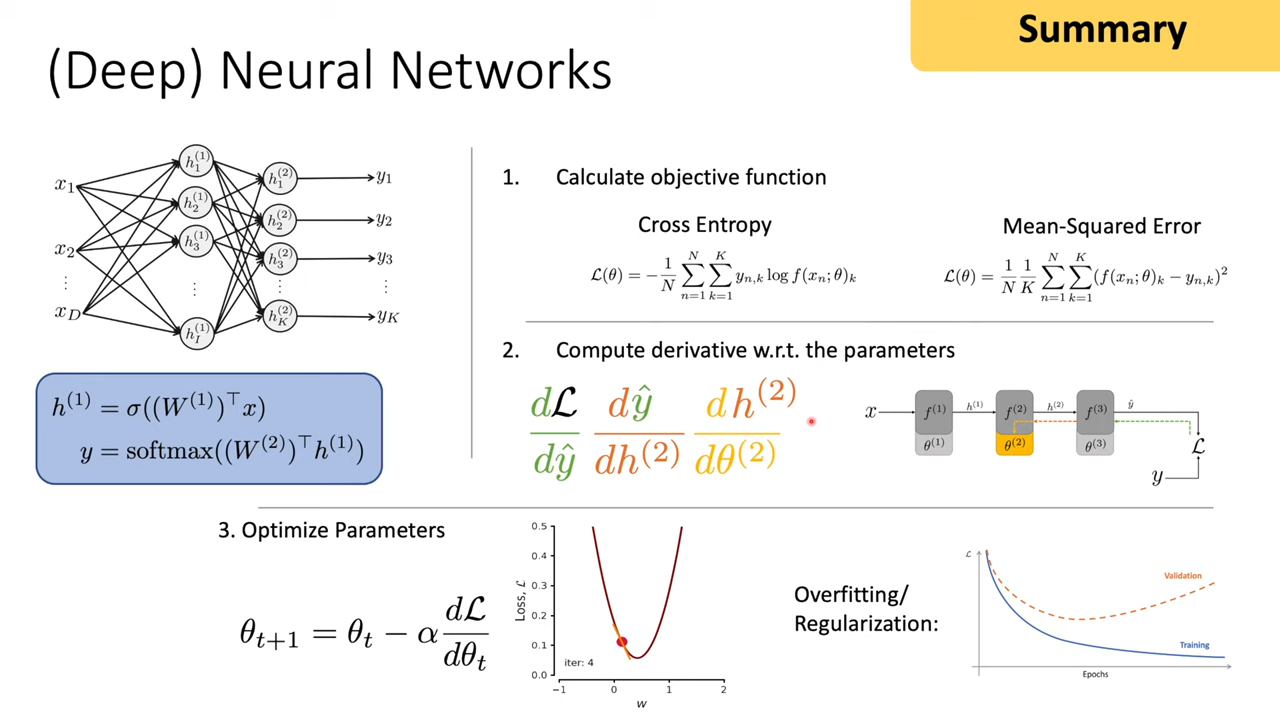 Summary
(Deep) Neural Networks
x₁
x₂
⋮
x_D
h₁⁽¹⁾
h₂⁽¹⁾
h₃⁽¹⁾
⋮
h_I⁽¹⁾
h₁⁽²⁾
h₂⁽²⁾
h₃⁽²⁾
⋮
h_K⁽²⁾
y₁
y₂
y₃
⋮
y_K
h⁽¹⁾ = σ((W⁽¹⁾)^⊤ x)
y = softmax((W⁽²⁾)^⊤ h⁽¹⁾)
1. Calculate objective function
Cross Entropy
ℒ(θ) = −1/N ∑_{n=1}^{N} ∑_{k=1}^{K} y_{n,k} log f(x_n; θ)_k
Mean-Squared Error
ℒ(θ) = 1/N 1/K ∑_{n=1}^{N} ∑_{k=1}^{K} (f(x_n; θ)_k − y_{n,k})²
2. Compute derivative w.r.t. the parameters
dℒ/dŷ dŷ/dh⁽²⁾ dh⁽²⁾/dθ⁽²⁾
x f⁽¹⁾ h⁽¹⁾ f⁽²⁾ h⁽²⁾ f⁽³⁾ ŷ
θ⁽¹⁾ θ⁽²⁾ θ⁽³⁾ ℒ
y
3. Optimize Parameters
θ_{t+1} = θ_t − α dℒ/dθ_t
Loss, ℒ
0.5
0.4
0.3
0.2
0.1
0.0
iter: 4
−1 0 1 2
w
Overfitting/
Regularization:
ℒ
Validation
Training
Epochs